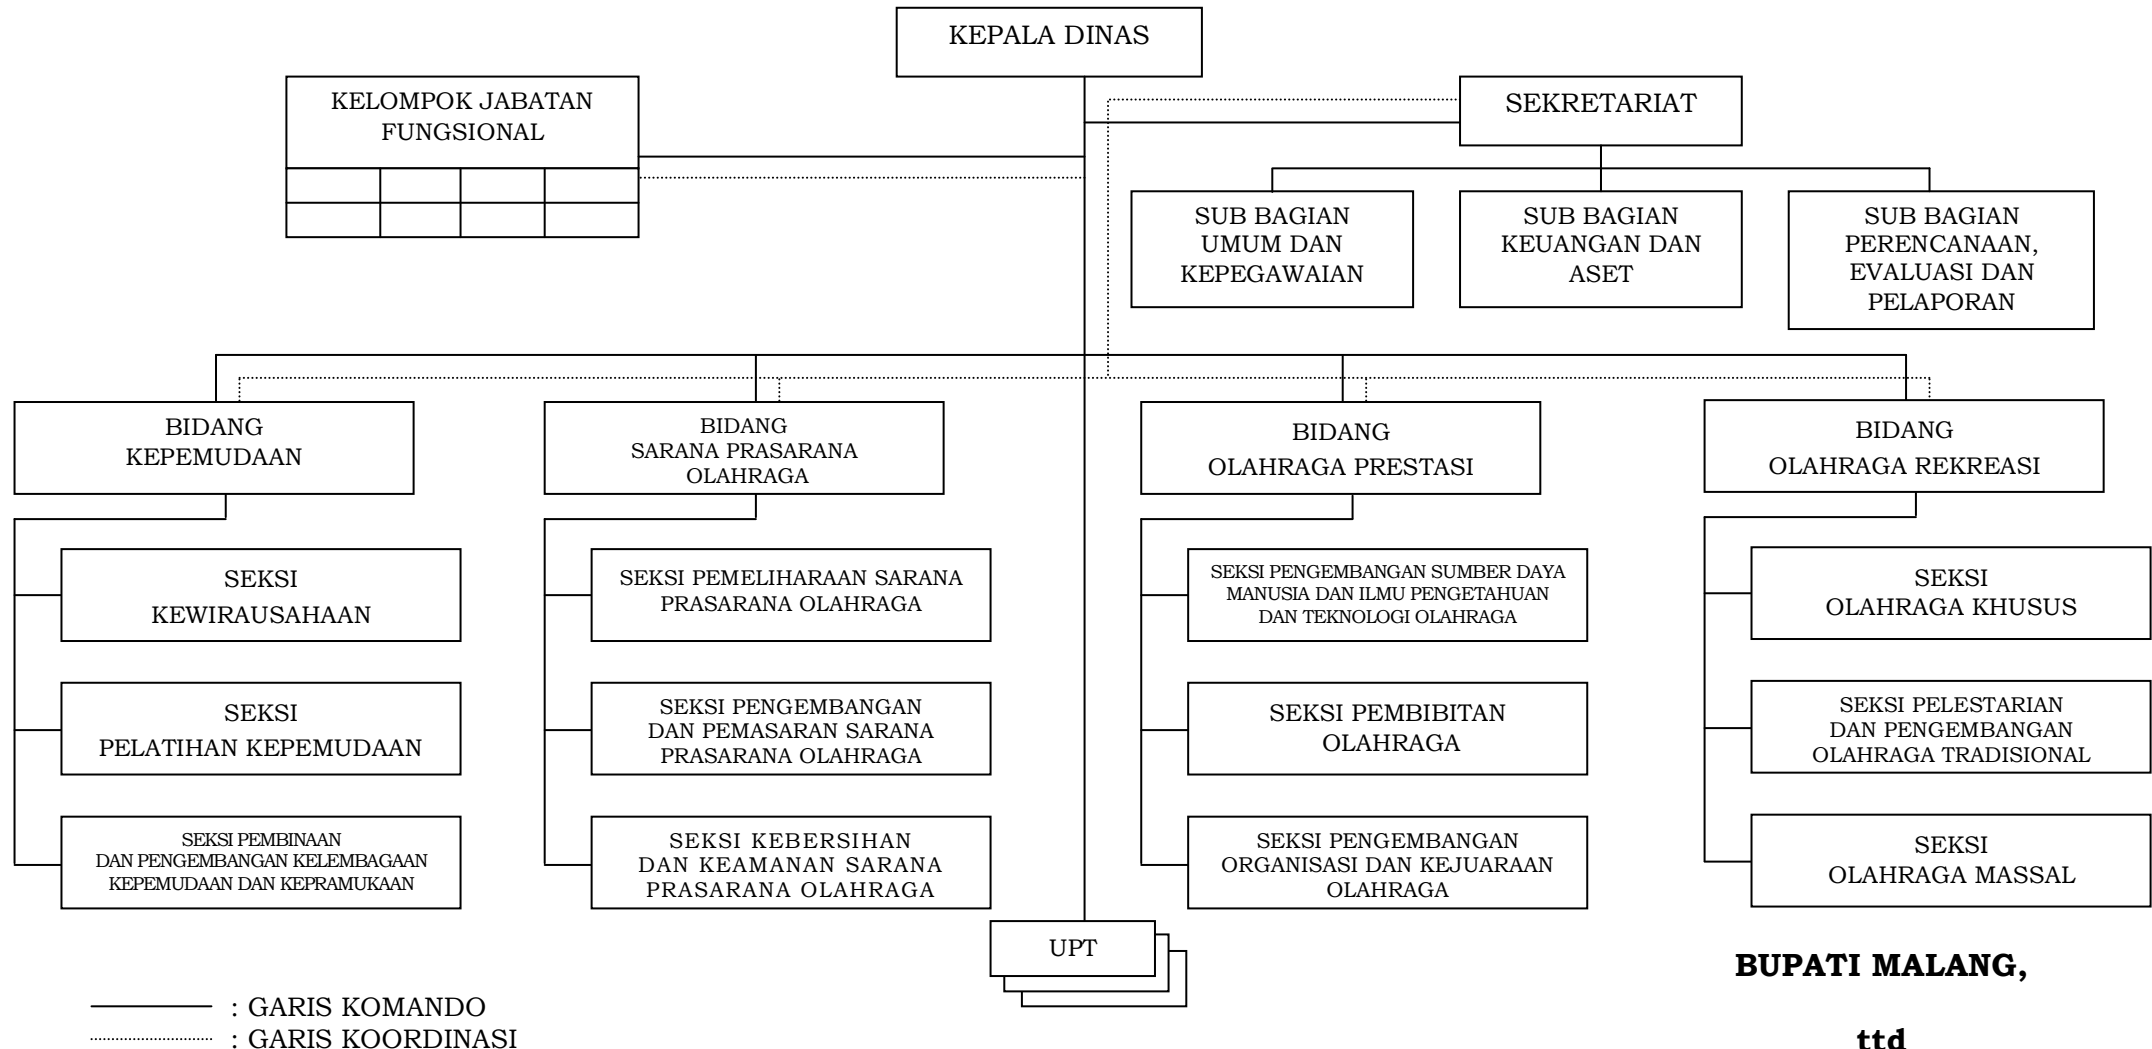 KEPALA DINAS
KELOMPOK JABATAN
FUNGSIONAL
SEKRETARIAT
SUB BAGIAN
UMUM DAN
KEPEGAWAIAN
SUB BAGIAN
KEUANGAN DAN
ASET
SUB BAGIAN
PERENCANAAN,
EVALUASI DAN
PELAPORAN
BIDANG
KEPEMUDAAN
BIDANG
SARANA PRASARANA
OLAHRAGA
BIDANG
OLAHRAGA PRESTASI
BIDANG
OLAHRAGA REKREASI
SEKSI
KEWIRAUSAHAAN
SEKSI PEMELIHARAAN SARANA
PRASARANA OLAHRAGA
SEKSI PENGEMBANGAN SUMBER DAYA
MANUSIA DAN ILMU PENGETAHUAN
DAN TEKNOLOGI OLAHRAGA
SEKSI
OLAHRAGA KHUSUS
SEKSI
PELATIHAN KEPEMUDAAN
SEKSI PENGEMBANGAN
DAN PEMASARAN SARANA
PRASARANA OLAHRAGA
SEKSI PEMBIBITAN
OLAHRAGA
SEKSI PELESTARIAN
DAN PENGEMBANGAN
OLAHRAGA TRADISIONAL
SEKSI PEMBINAAN
DAN PENGEMBANGAN KELEMBAGAAN
KEPEMUDAAN DAN KEPRAMUKAAN
SEKSI KEBERSIHAN
DAN KEAMANAN SARANA
PRASARANA OLAHRAGA
SEKSI PENGEMBANGAN
ORGANISASI DAN KEJUARAAN
OLAHRAGA
SEKSI
OLAHRAGA MASSAL
UPT
BUPATI MALANG,
: GARIS KOMANDO
: GARIS KOORDINASI
ttd